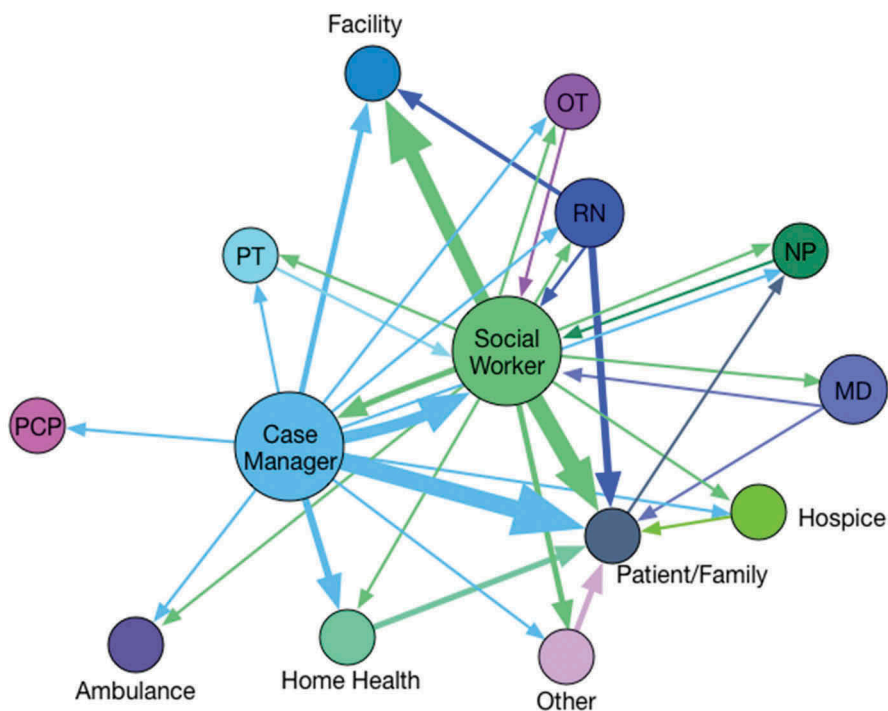 Facility
OT
RN
PT
NP
Social
Worker
MD
PCP
Case
Manager
Hospice
Patient/Family
Ambulance
Home Health
Other